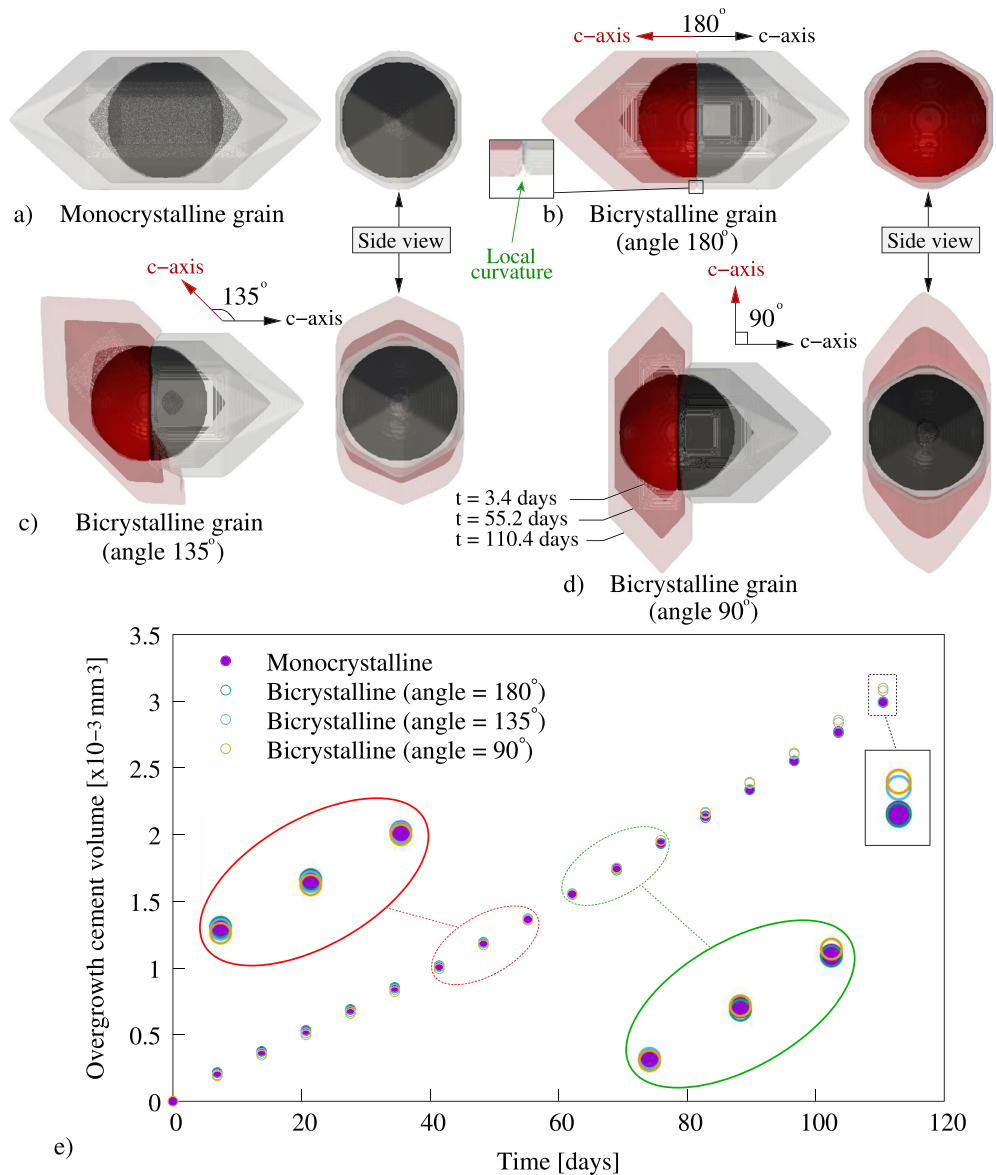 180°
c−axis
c−axis
a)
Monocrystalline grain
Side view
Local
curvature
b)
Bicrystalline grain
(angle 180°)
Side view
c−axis
135°
c−axis
c)
Bicrystalline grain
(angle 135°)
c−axis
90°
c−axis
t = 3.4 days
t = 55.2 days
t = 110.4 days
d)
Bicrystalline grain
(angle 90°)
Overgrowth cement volume [x10−3 mm3]
3.5
3
2.5
2
1.5
1
0.5
0
Monocrystalline
Bicrystalline (angle = 180°)
Bicrystalline (angle = 135°)
Bicrystalline (angle = 90°)
0 20 40 60 80 100 120
Time [days]
e)